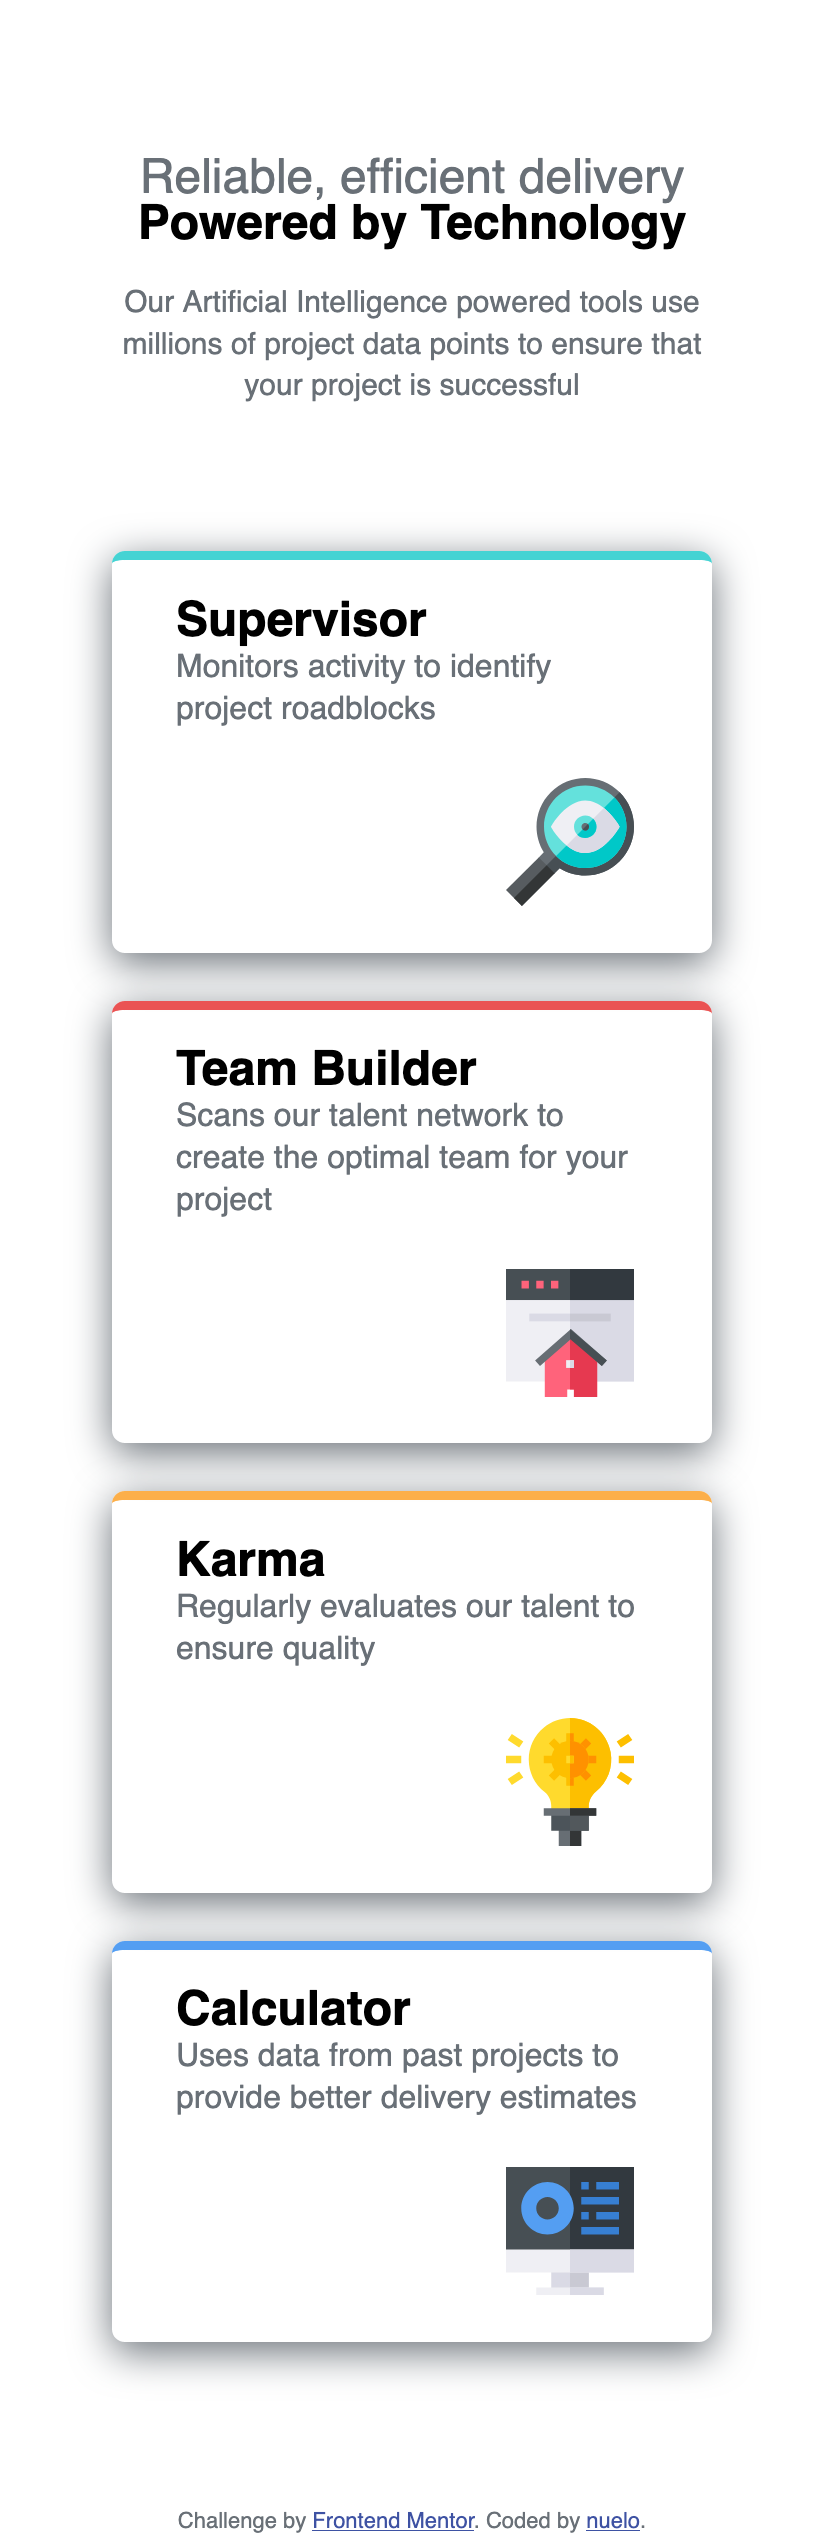 Reliable, efficient delivery
Powered by Technology
Our Artificial Intelligence powered tools use
millions of project data points to ensure that
your project is successful
Supervisor
Monitors activity to identify
project roadblocks
Team Builder
Scans our talent network to
create the optimal team for your
project
Karma
Regularly evaluates our talent to
ensure quality
Calculator
Uses data from past projects to
provide better delivery estimates
Challenge by Frontend Mentor. Coded by nuelo.